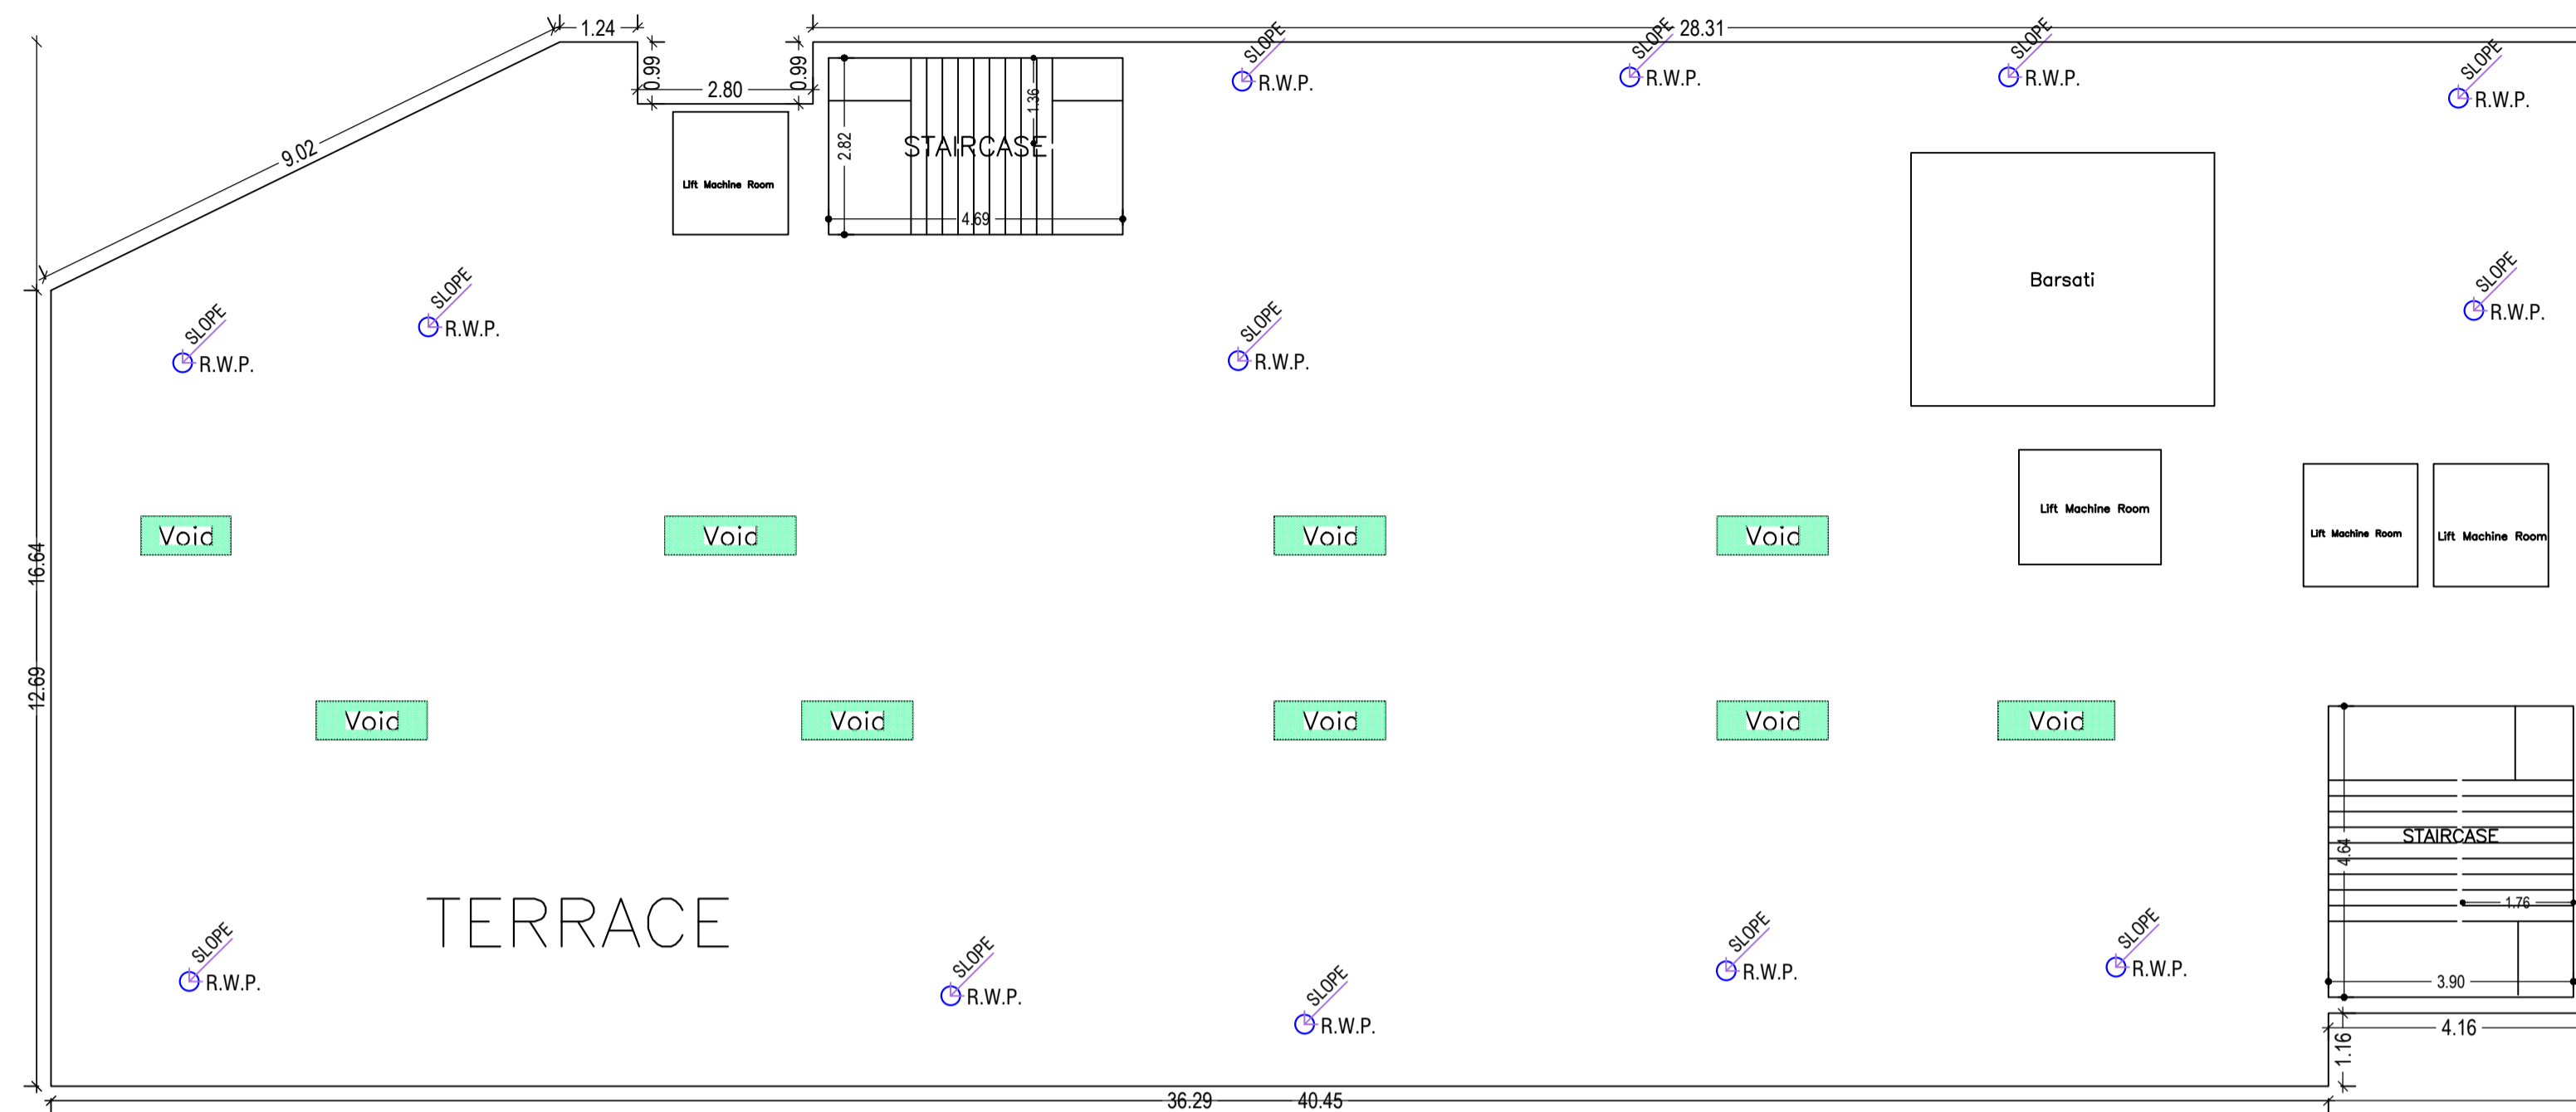 1.24
28.31
0.99
0.99
2.80
9.02
SLOPE
R.W.P.
SLOPE
R.W.P.
SLOPE
R.W.P.
SLOPE
R.W.P.
1.36
2.82
STAIRCASE
4.69
Lift Machine Room
Barsati
SLOPE
R.W.P.
SLOPE
R.W.P.
SLOPE
R.W.P.
SLOPE
R.W.P.
Lift Machine Room
Lift Machine Room
Lift Machine Room
Void
Void
Void
Void
16.64
12.69
Void
Void
Void
Void
Void
STAIRCASE
4.64
1.76
3.90
TERRACE
SLOPE
R.W.P.
SLOPE
R.W.P.
SLOPE
R.W.P.
SLOPE
R.W.P.
SLOPE
R.W.P.
4.16
1.16
36.29
40.45